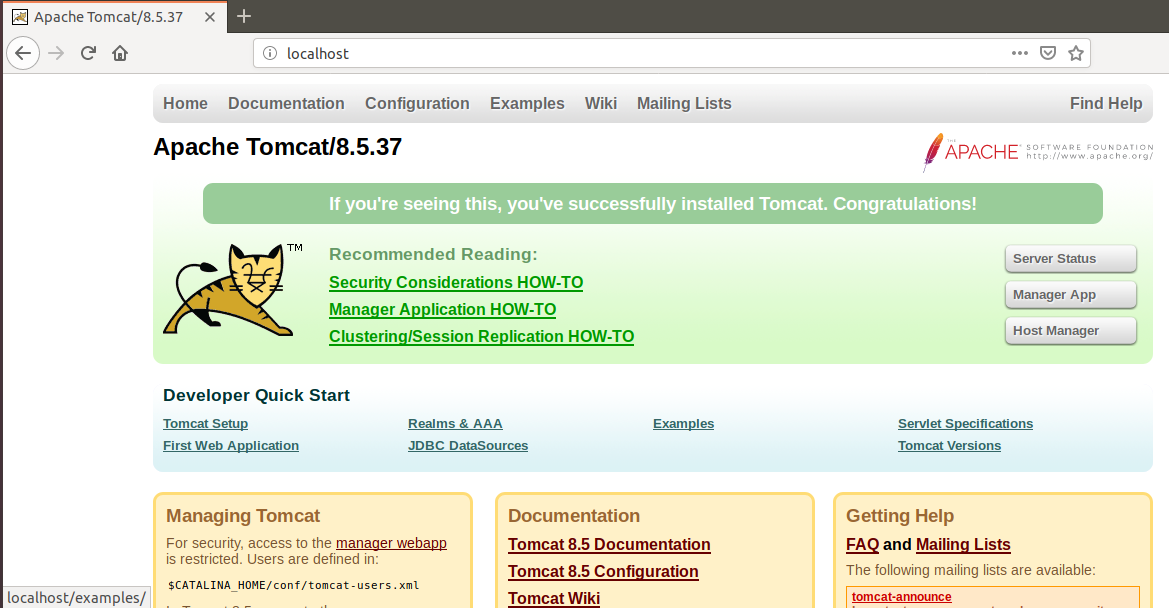 Apache Tomcat/8.5.37
localhost
Home Documentation Configuration Examples Wiki Mailing Lists Find Help
Apache Tomcat/8.5.37
THE
APACHE SOFTWARE FOUNDATION
http://www.apache.org/
If you're seeing this, you've successfully installed Tomcat. Congratulations!
TM
Recommended Reading:
Security Considerations HOW-TO
Manager Application HOW-TO
Clustering/Session Replication HOW-TO
Server Status
Manager App
Host Manager
Developer Quick Start
Tomcat Setup
First Web Application
Realms & AAA
JDBC DataSources
Examples
Servlet Specifications
Tomcat Versions
Managing Tomcat
For security, access to the manager webapp
is restricted. Users are defined in:
$CATALINA_HOME/conf/tomcat-users.xml
Documentation
Tomcat 8.5 Documentation
Tomcat 8.5 Configuration
Tomcat Wiki
Getting Help
FAQ and Mailing Lists
The following mailing lists are available:
tomcat-announce
localhost/examples/